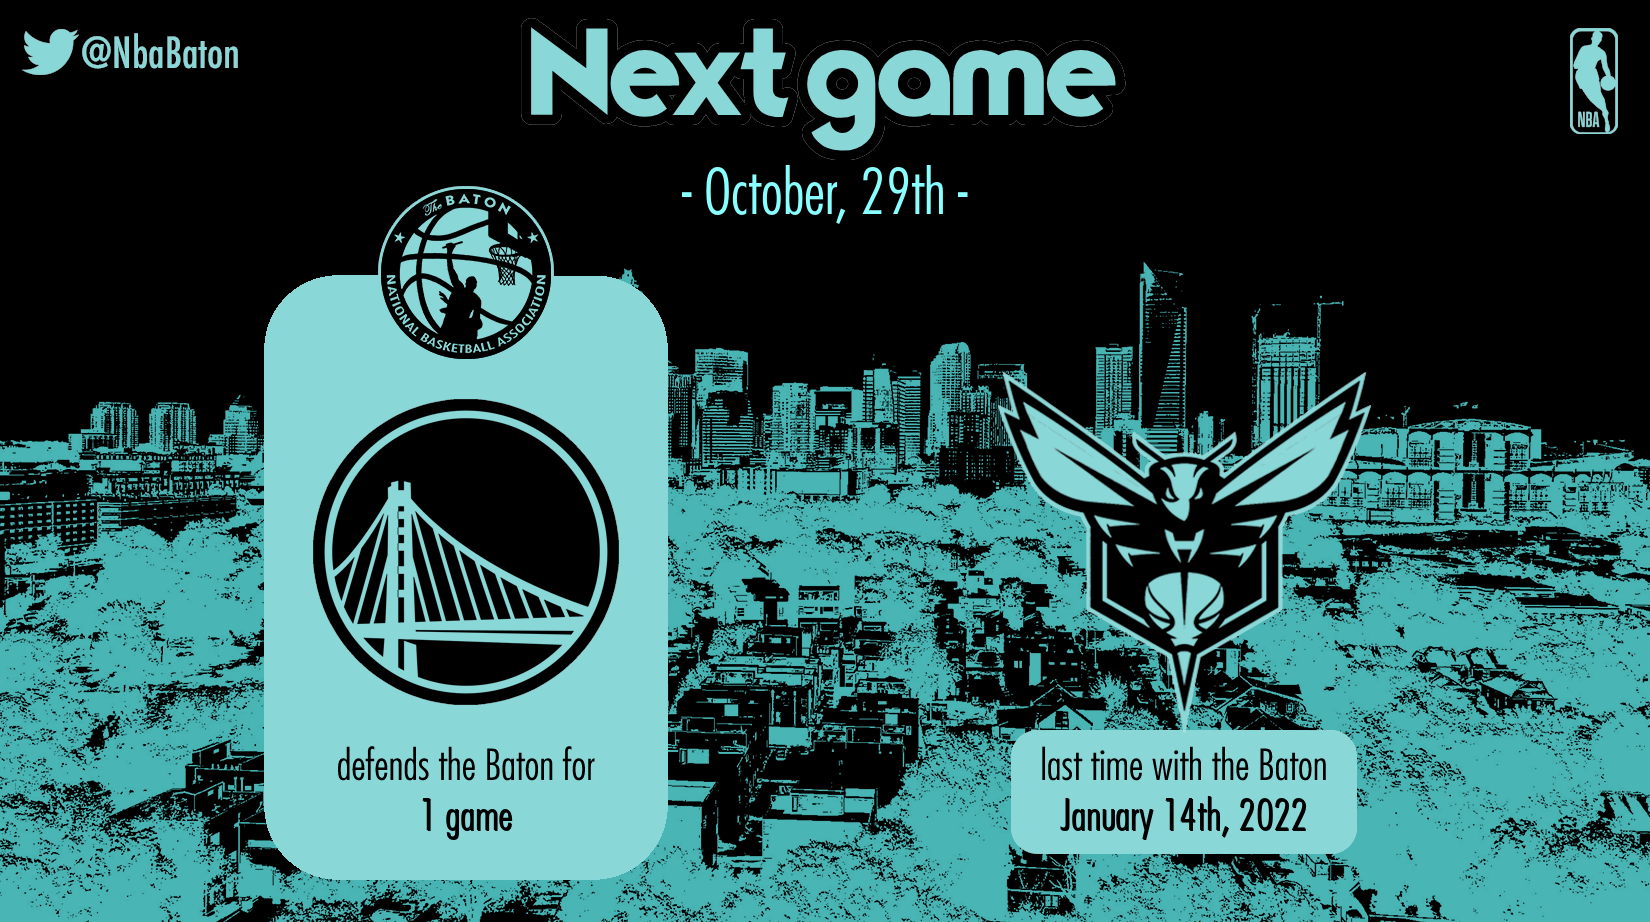 @NbaBaton
Next game
NBA
- October, 29th -
The BATON
NATIONAL BASKETBALL ASSOCIATION
defends the Baton for
1 game
last time with the Baton
January 14th, 2022